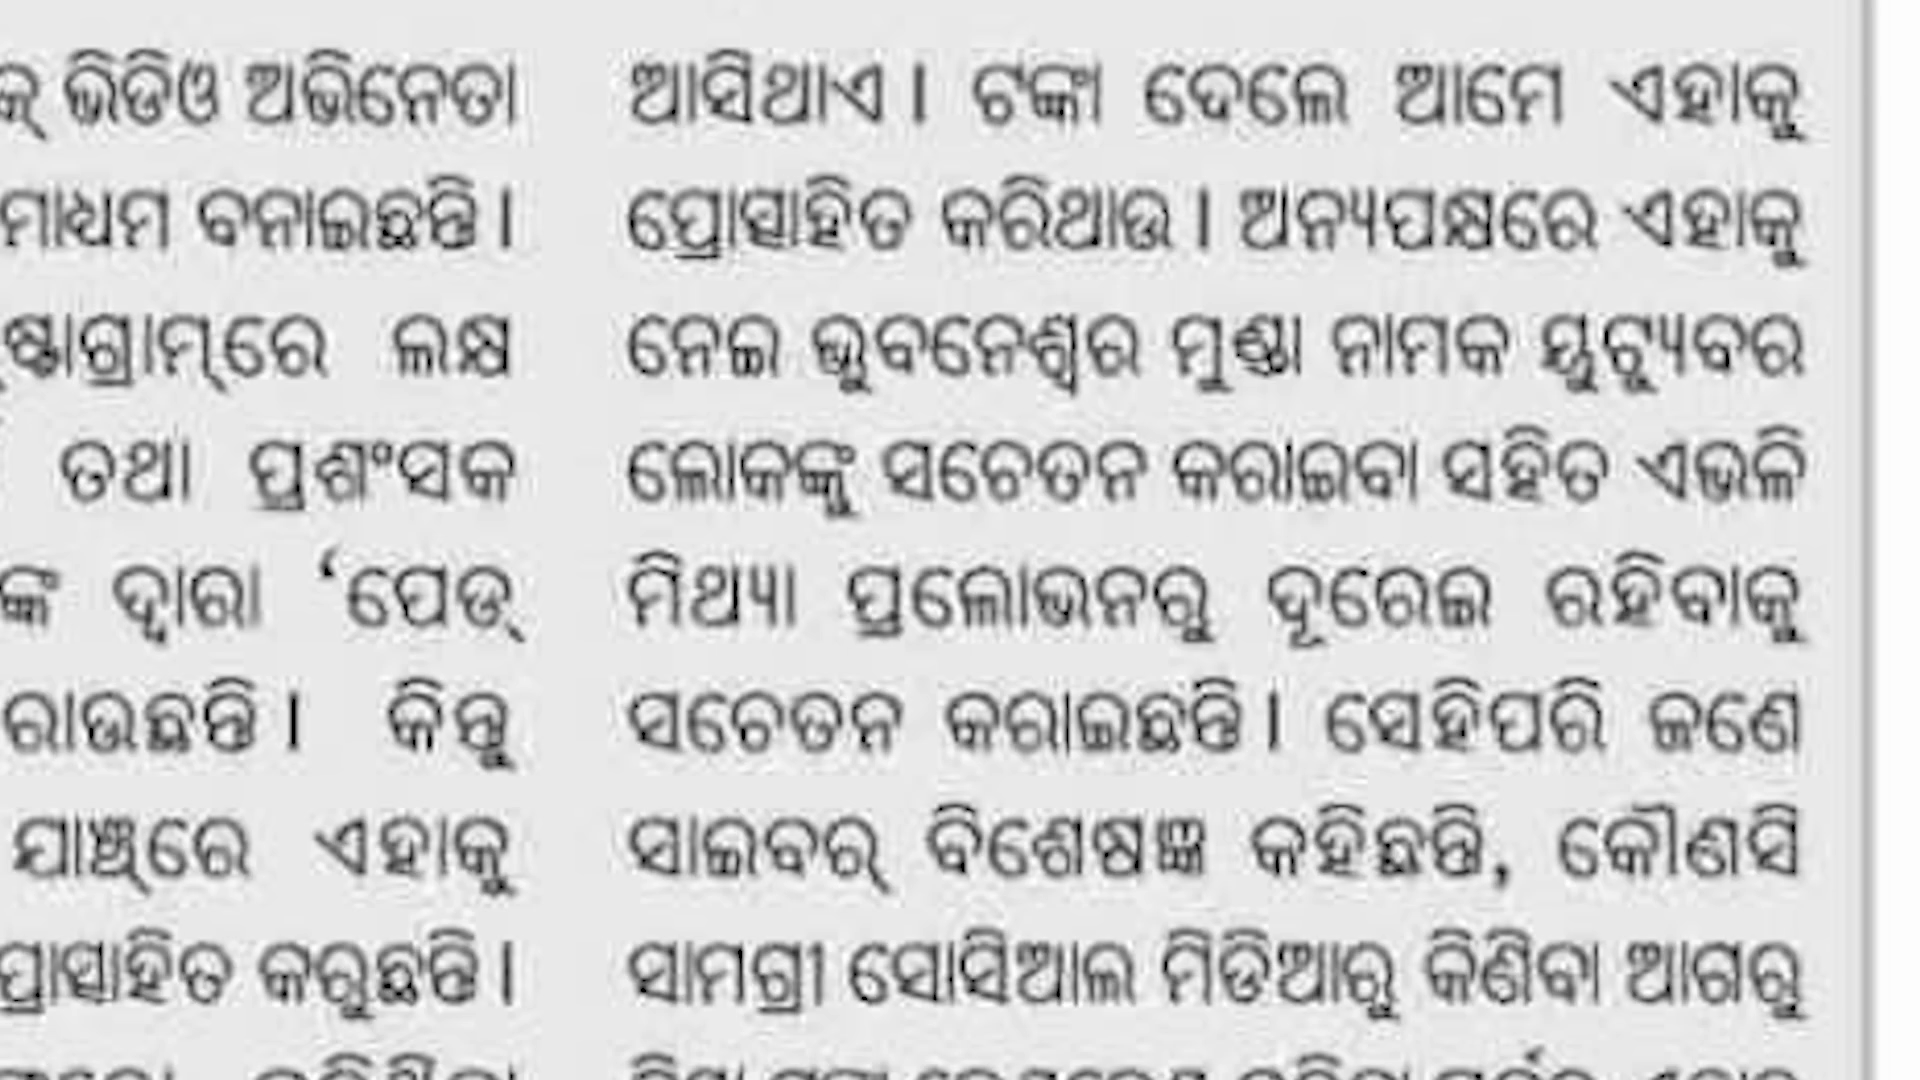 ଭିଡିଓ ଅଭିନେତା
ମାଧ୍ୟମ ବନାଇଛନ୍ତି ।
ଲକ୍ଷ
ତଥା ପ୍ରଶଂସକ
ଦ୍ୱାରା ‘ପେଡ୍
କିନ୍ତୁ
ଯାଞ୍ଚ୍‌ରେ ଏହାକୁ
କରୁଛନ୍ତି ।
ଆସିଥାଏ । ଟଙ୍କା ଦେଲେ ଆମେ ଏହାକୁ
ପ୍ରୋତ୍ସାହିତ କରିଥାଉ । ଅନ୍ୟପକ୍ଷରେ ଏହାକୁ
ନେଇ ଭୁବନେଶ୍ୱର ମୁଣ୍ଡା ନାମକ ୟୁଟ୍ୟୁବର
ଲୋକଙ୍କୁ ସଚେତନ କରାଇବା ସହିତ ଏଭଳି
ମିଥ୍ୟା ପ୍ରଲୋଭନରୁ ଦୂରେଇ ରହିବାକୁ
ସଚେତନ କରାଇଛନ୍ତି । ସେହିପରି ଜଣେ
ସାଇବର୍ ବିଶେଷଜ୍ଞ କହିଛନ୍ତି, କୌଣସି
ସାମଗ୍ରୀ ସୋସିଆଲ ମିଡିଆରୁ କିଣିବା ଆଗରୁ